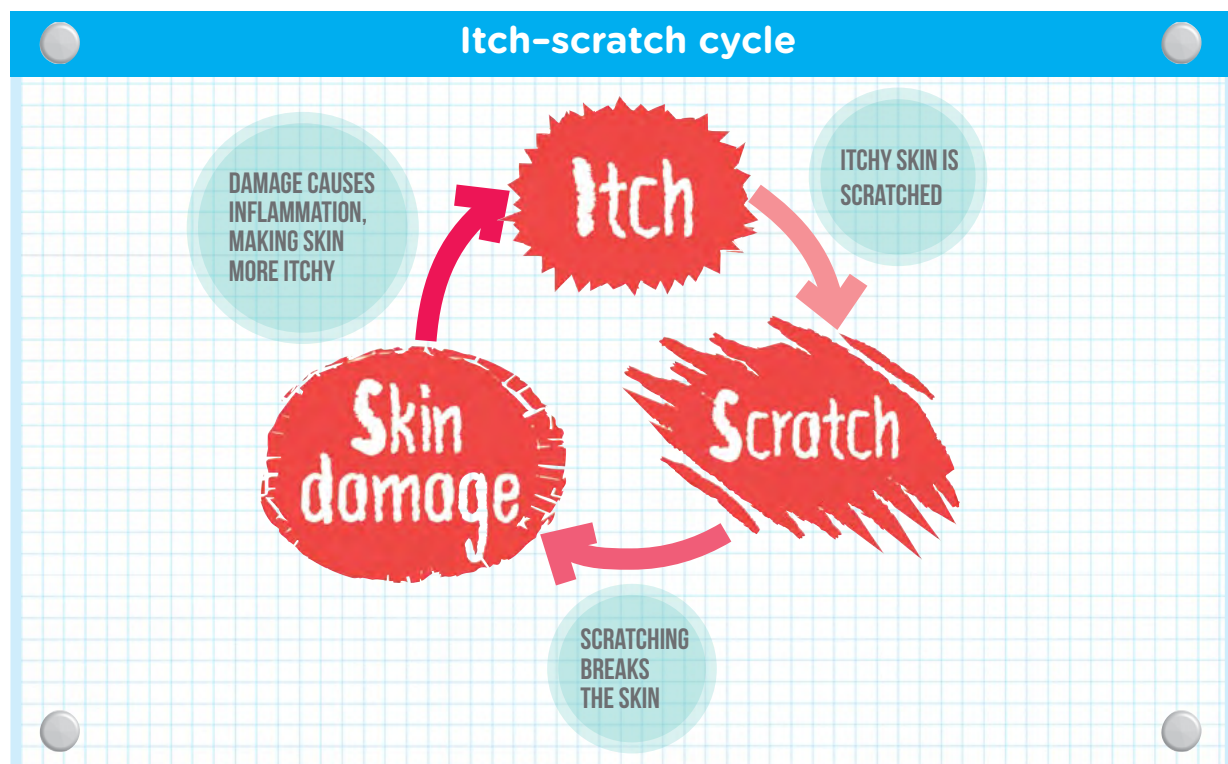 Itch–scratch cycle
Itch
ITCHY SKIN IS
SCRATCHED
Scratch
SCRATCHING
BREAKS
THE SKIN
Skin
damage
DAMAGE CAUSES
INFLAMMATION,
MAKING SKIN
MORE ITCHY